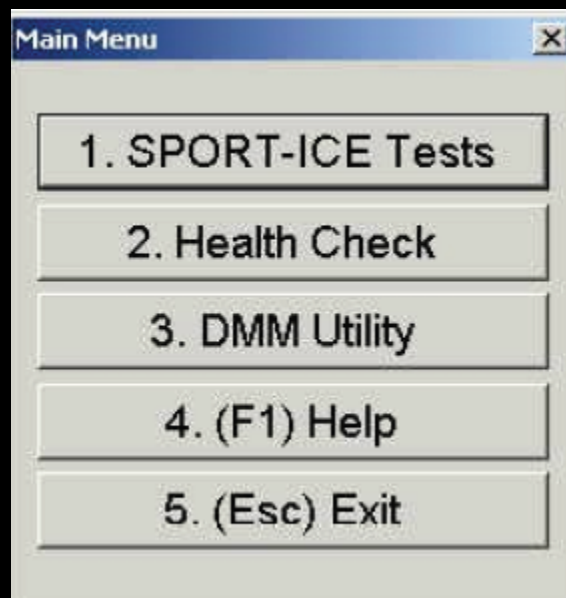 Main Menu
1. SPORT-ICE Tests
2. Health Check
3. DMM Utility
4. (F1) Help
5. (Esc) Exit